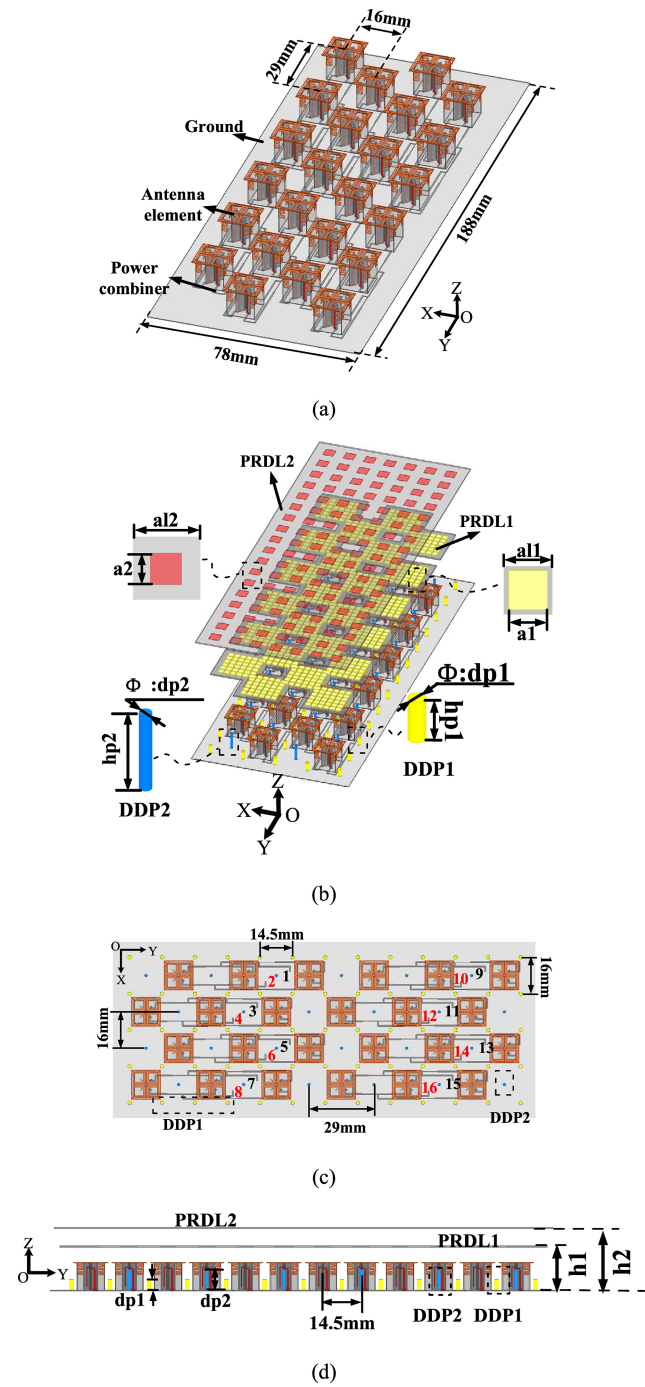 16mm
29mm
Ground
Antenna
element
Power
combiner
188mm
78mm
Z
X
O
Y
(a)
PRDL2
PRDL1
al2
a2
al1
a1
Φ :dp2
hp2
DDP2
Φ:dp1
hp1
DDP1
Z
X
O
Y
(b)
14.5mm
O
Y
X
2 1
10 9
16mm
4 3
12 11
16mm
6 5
14 13
8 7
16 15
DDP1
DDP2
29mm
(c)
PRDL2
PRDL1
Z
O
Y
h1
h2
dp1
dp2
14.5mm
DDP2
DDP1
(d)